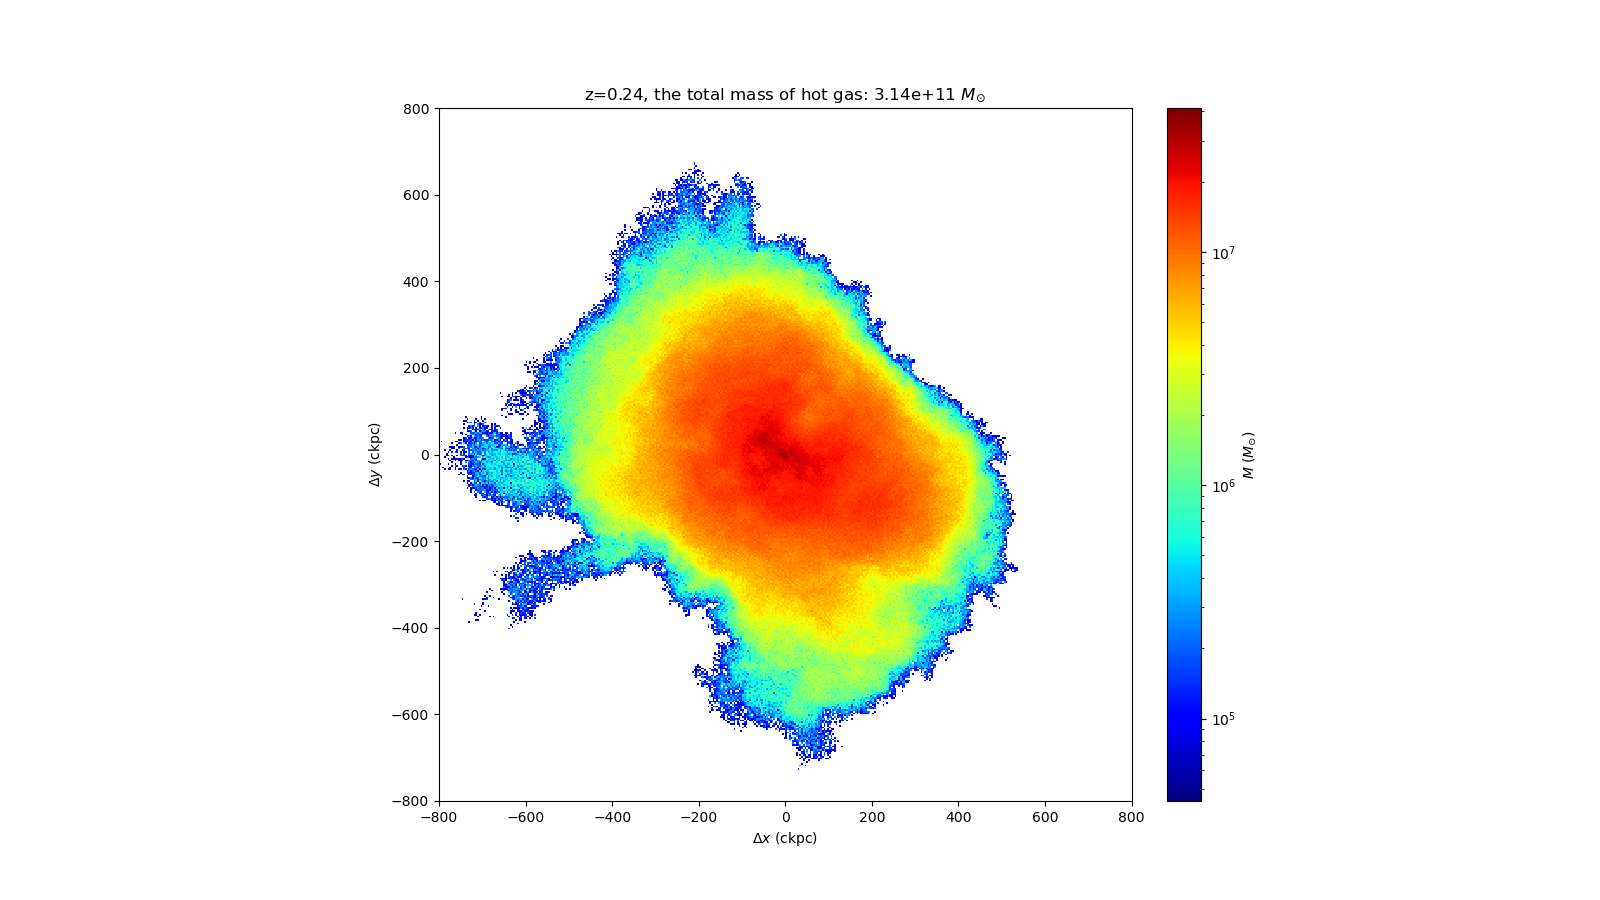 z=0.24, the total mass of hot gas: 3.14e+11 M⊙
800
600
400
200
0
−200
−400
−600
−800
Δy (ckpc)
−800 −600 −400 −200 0 200 400 600 800
Δx (ckpc)
10⁷
10⁶
10⁵
M (M⊙)